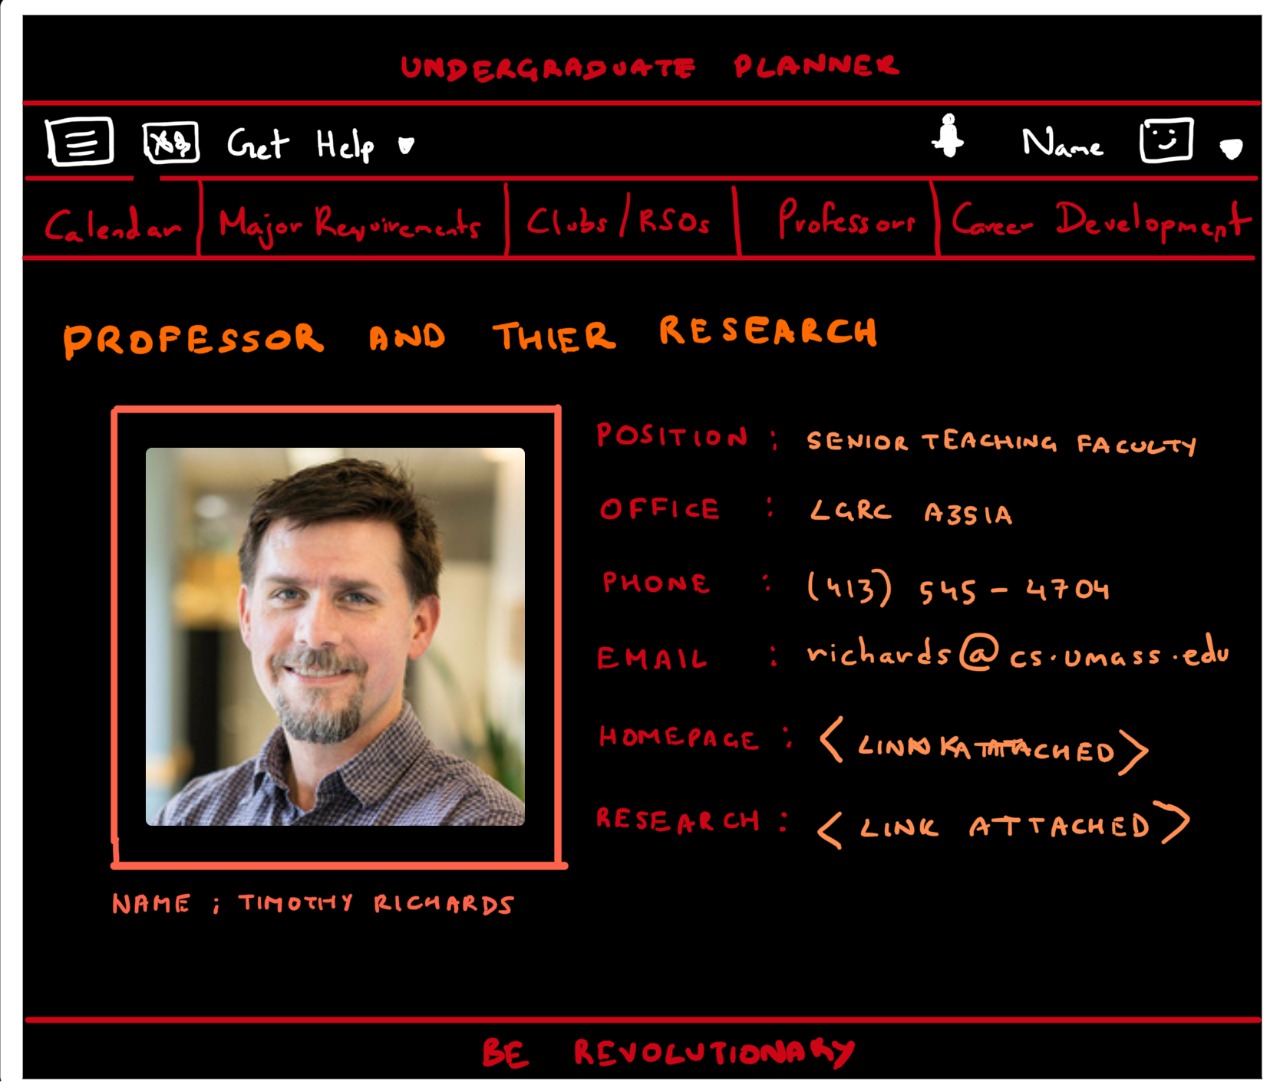 UNDERGRADUATE PLANNER
Get Help Name
Calendar Major Requirements Clubs/RSOs Professors Career Development
PROFESSOR AND THIER RESEARCH
POSITION : SENIOR TEACHING FACULTY
OFFICE : LGRC A351A
PHONE : (413) 545-4704
EMAIL : richards@cs.umass.edu
HOMEPAGE : < >
RESEARCH : < LINK ATTACHED >
NAME ; TIMOTHY RICHARDS
BE REVOLUTIONARY